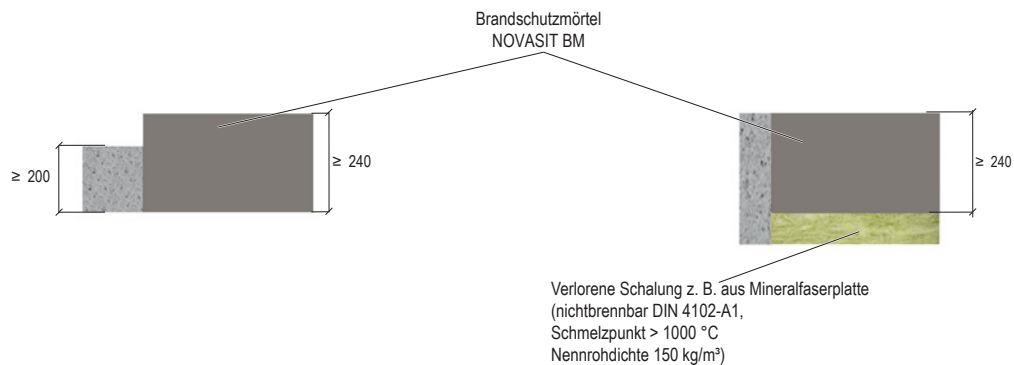 Brandschutzmörtel
NOVASIT BM
≥ 200
≥ 240
≥ 240
Verlorene Schalung z. B. aus Mineralfaserplatte
(nichtbrennbar DIN 4102-A1,
Schmelzpunkt > 1000 °C
Nennrohdichte 150 kg/m³)